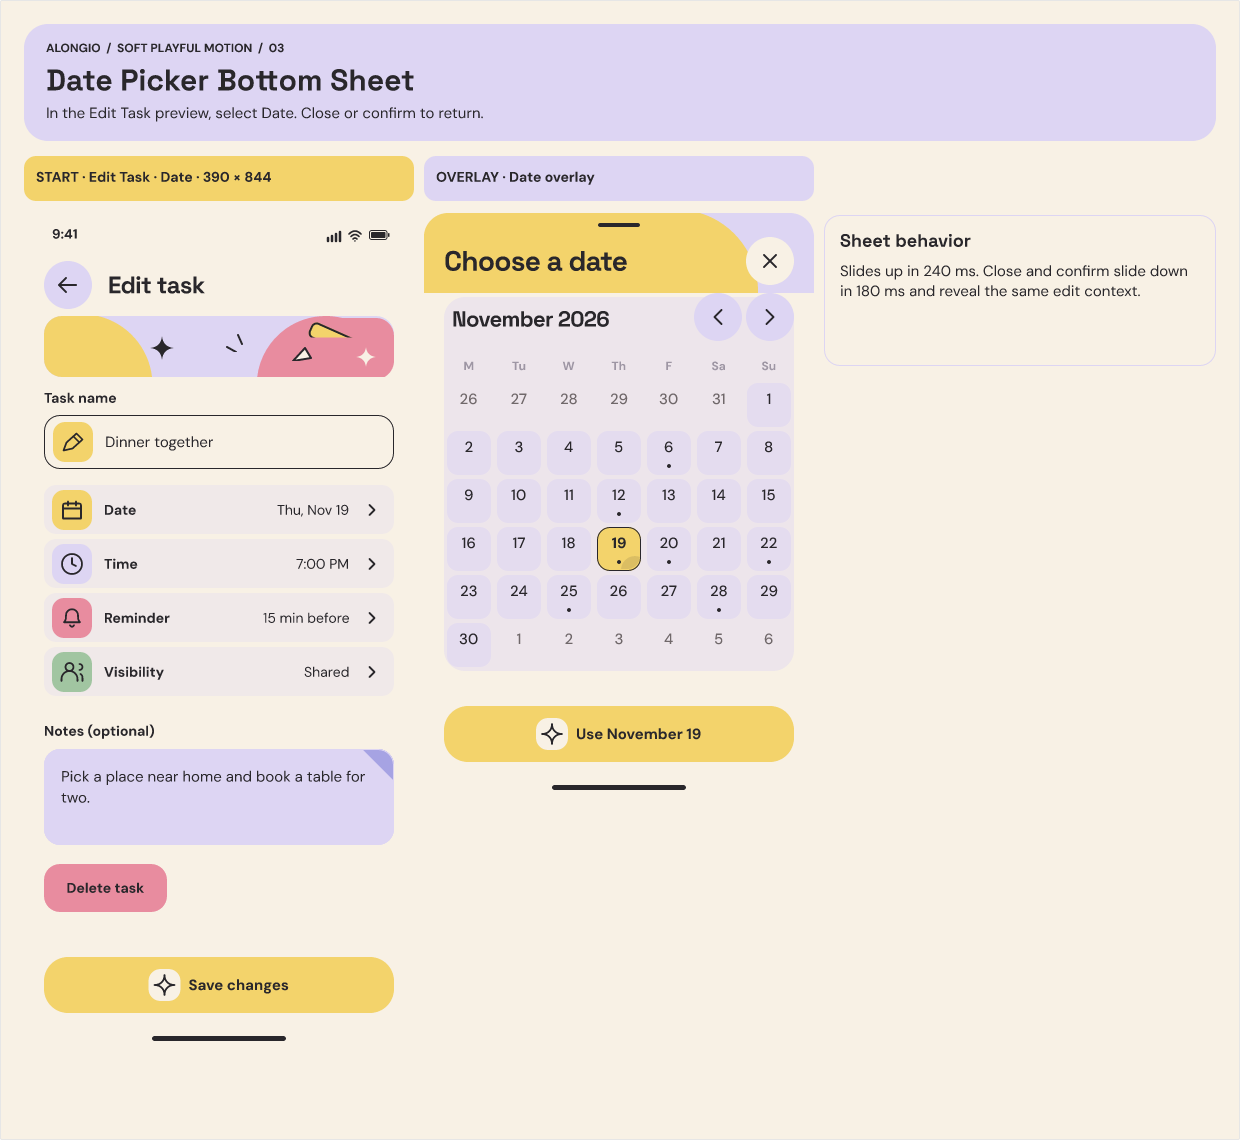 ALONGIO / SOFT PLAYFUL MOTION / 03
Date Picker Bottom Sheet
In the Edit Task preview, select Date. Close or confirm to return.
START · Edit Task · Date · 390 × 844
9:41
Edit task
Task name
Dinner together
Date Thu, Nov 19
Time 7:00 PM
Reminder 15 min before
Visibility Shared
Notes (optional)
Pick a place near home and book a table for
two.
Delete task
Save changes
OVERLAY · Date overlay
Choose a date
November 2026
M Tu W Th F Sa Su
26 27 28 29 30 31 1
2 3 4 5 6 7 8
9 10 11 12 13 14 15
16 17 18 19 20 21 22
23 24 25 26 27 28 29
30 1 2 3 4 5 6
Use November 19
Sheet behavior
Slides up in 240 ms. Close and confirm slide down
in 180 ms and reveal the same edit context.